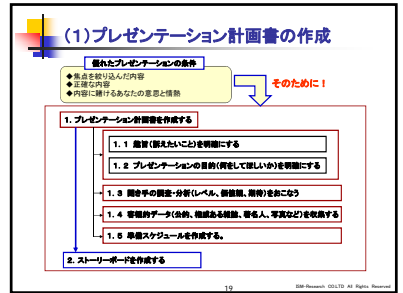 (1)プレゼンテーション計画書の作成
優れたプレゼンテーションの条件
◆焦点を絞り込んだ内容
◆正確な内容
◆内容に賭けるあなたの意思と情熱
そのために！
1. プレゼンテーション計画書を作成する
1. 1 趣旨(訴えたいこと)を明確にする
1. 2 プレゼンテーションの目的(何をしてほしいか)を明確にする
1. 3 聞き手の調査・分析(レベル、価値観、期待)をおこなう
1. 4 客観的データ(公的、権威ある雑誌、著名人、写真など)を収集する
1. 5 準備スケジュールを作成する。
2. ストーリーボードを作成する
19
ISM-Research CO.LTD All Rights Reserved